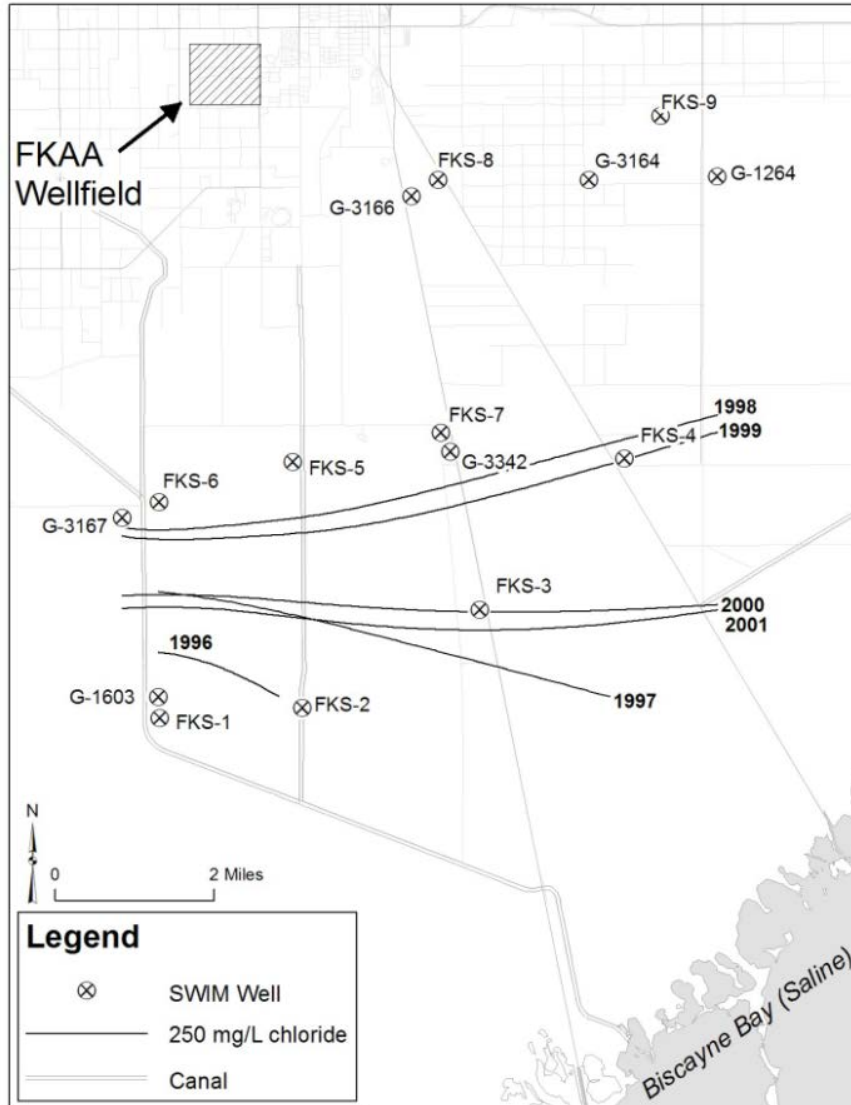 FKAA
Wellfield
FKS-9
FKS-8
G-3164
G-1264
G-3166
1998
FKS-7
FKS-4
1999
G-3342
FKS-5
FKS-6
G-3167
FKS-3
2000
2001
1996
G-1603
FKS-2
1997
FKS-1
N
0 2 Miles
Legend
SWIM Well
250 mg/L chloride
Canal
Biscayne Bay (Saline)